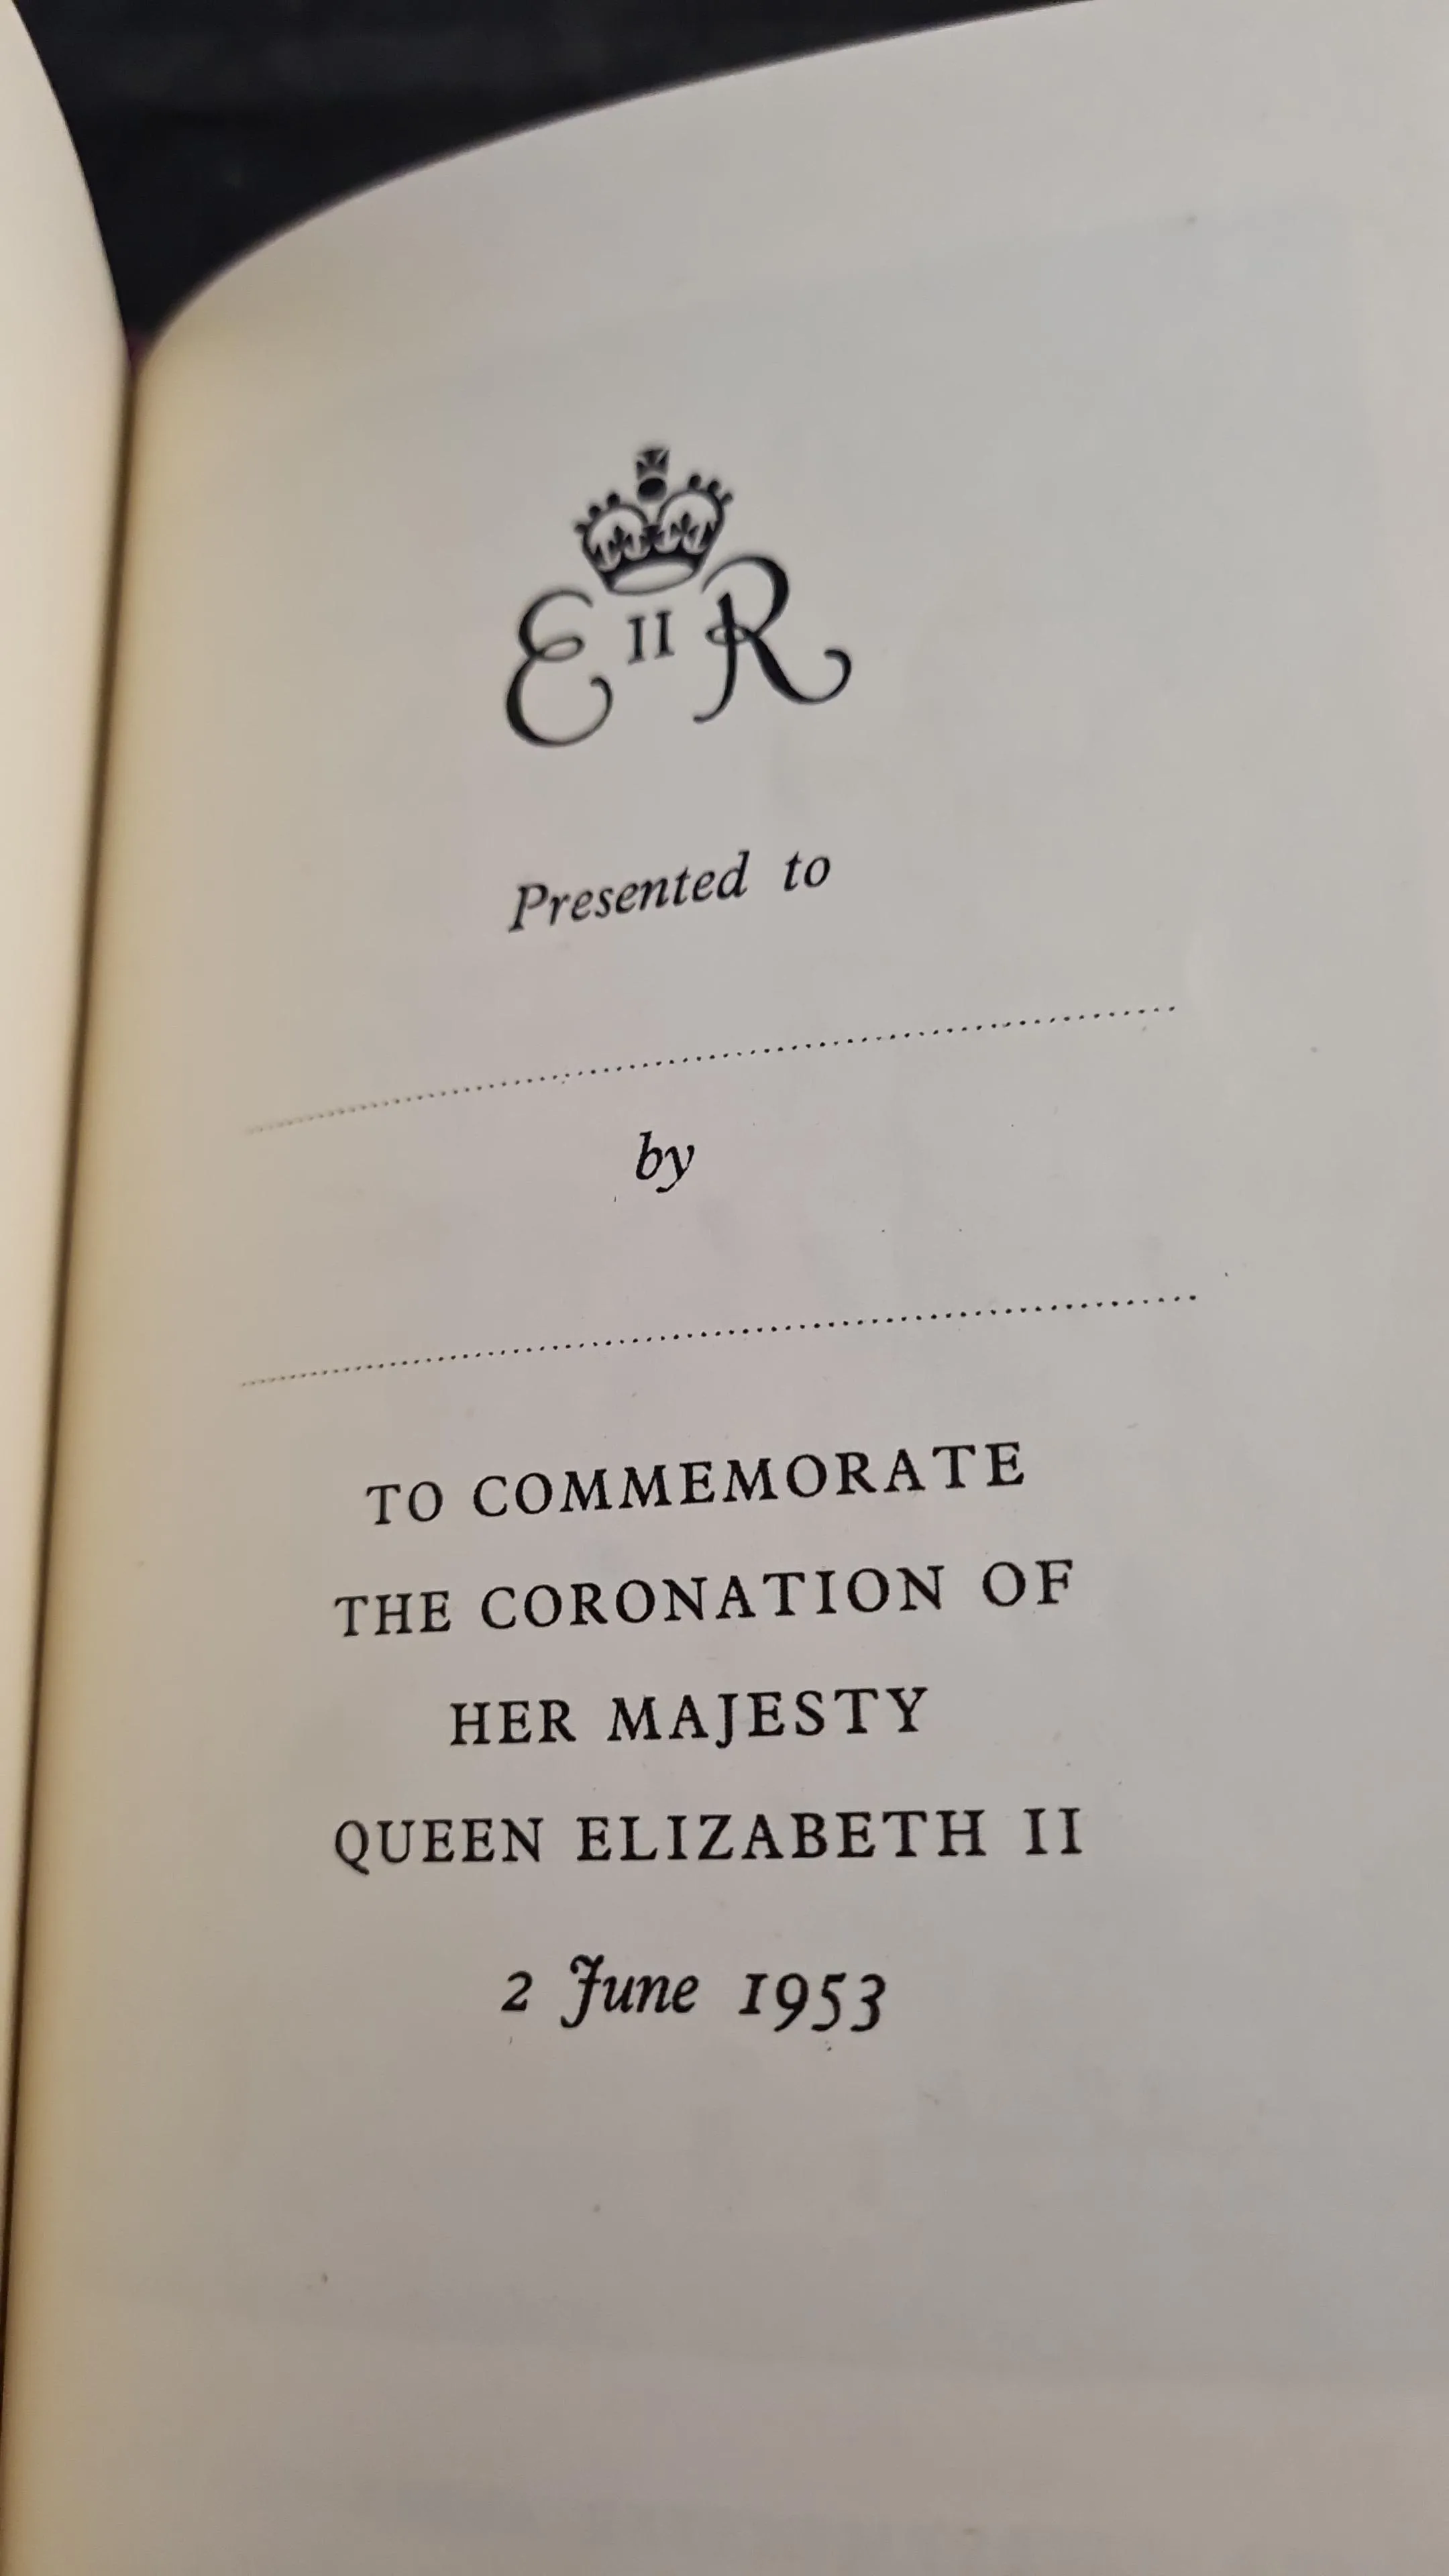 E II R
Presented to
by
TO COMMEMORATE
THE CORONATION OF
HER MAJESTY
QUEEN ELIZABETH II
2 June 1953